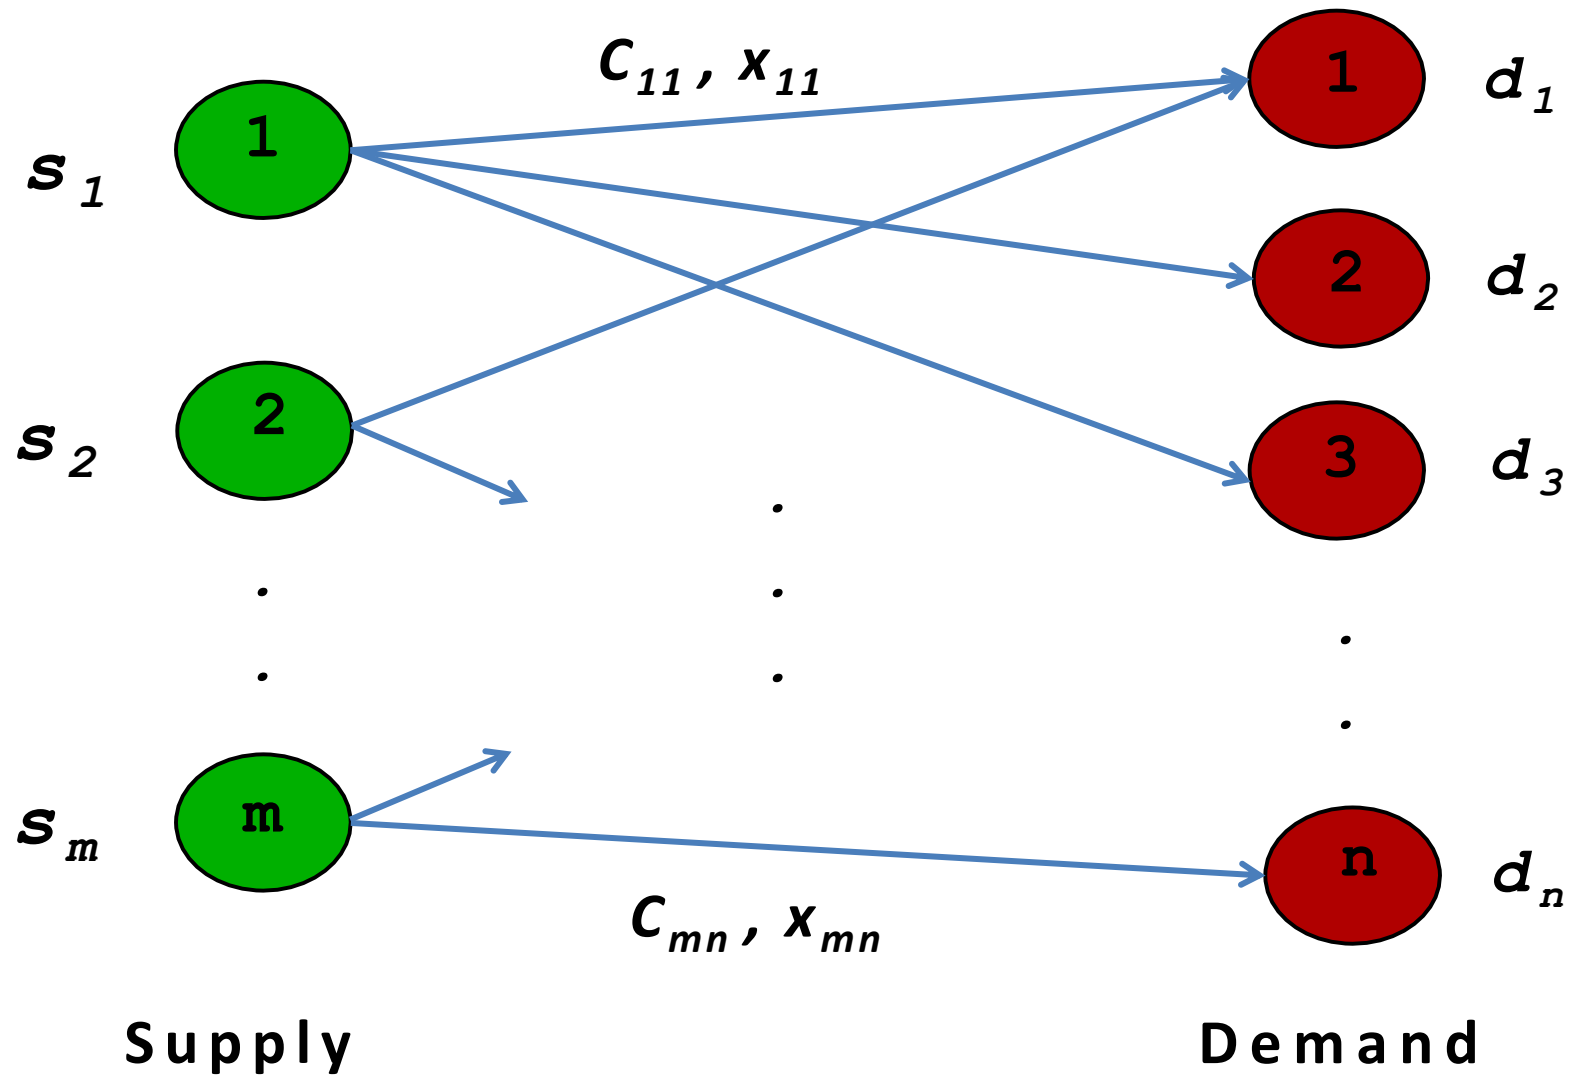 C11 , x11
1 d1
s1 1
2 d2
s2 2
3 d3
.
.
.
.
.
.
.
sm m
n dn
Cmn , xmn
Supply Demand